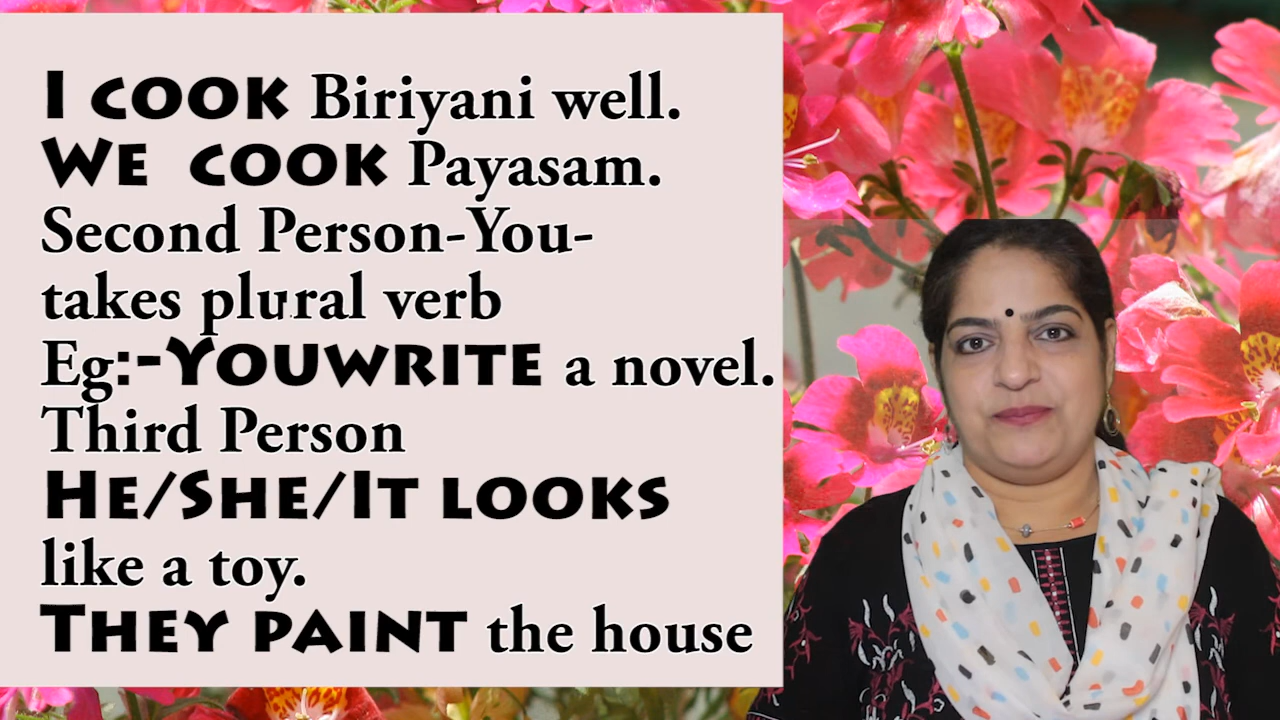 I COOK Biriyani well.
WE COOK Payasam.
Second Person-You-
takes plural verb
Eg:-YOUWRITE a novel.
Third Person
HE/SHE/IT LOOKS
like a toy.
THEY PAINT the house